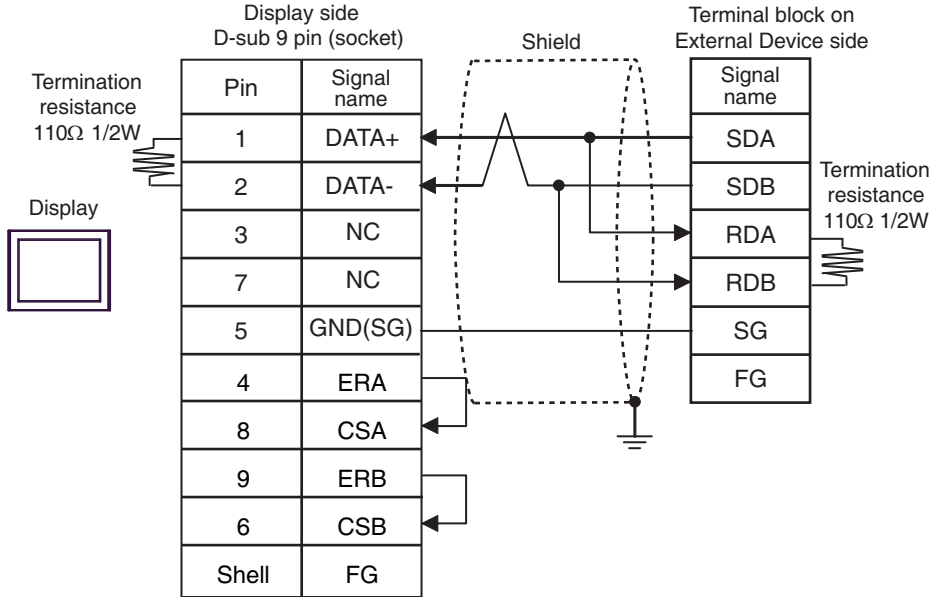 Display side
D-sub 9 pin (socket)
Shield
Terminal block on
External Device side
Termination
resistance
110Ω 1/2W
Display
Pin
Signal
name
1
DATA+
2
DATA-
3
NC
7
NC
5
GND(SG)
4
ERA
8
CSA
9
ERB
6
CSB
Shell
FG
Signal
name
SDA
SDB
RDA
RDB
SG
FG
Termination
resistance
110Ω 1/2W